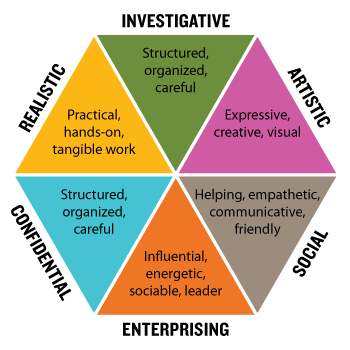 INVESTIGATIVE
Structured,
organized,
careful
REALISTIC
Practical,
hands-on,
tangible work
ARTISTIC
Expressive,
creative, visual
CONFIDENTIAL
Structured,
organized,
careful
SOCIAL
Helping, empathetic,
communicative,
friendly
Influential,
energetic,
sociable, leader
ENTERPRISING